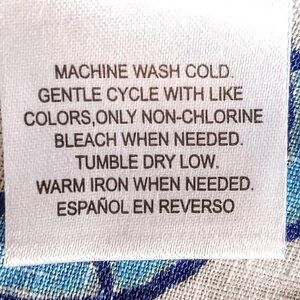 MACHINE WASH COLD.
GENTLE CYCLE WITH LIKE
COLORS,ONLY NON-CHLORINE
BLEACH WHEN NEEDED.
TUMBLE DRY LOW.
WARM IRON WHEN NEEDED.
ESPAÑOL EN REVERSO